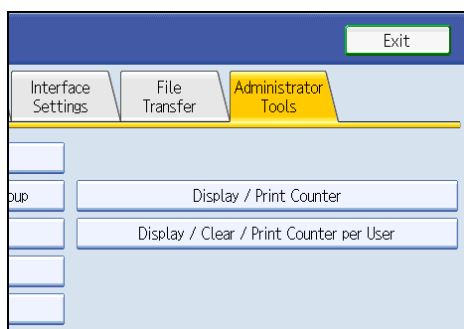 Exit
Interface
Settings
File
Transfer
Administrator
Tools
oup
Display / Print Counter
Display / Clear / Print Counter per User